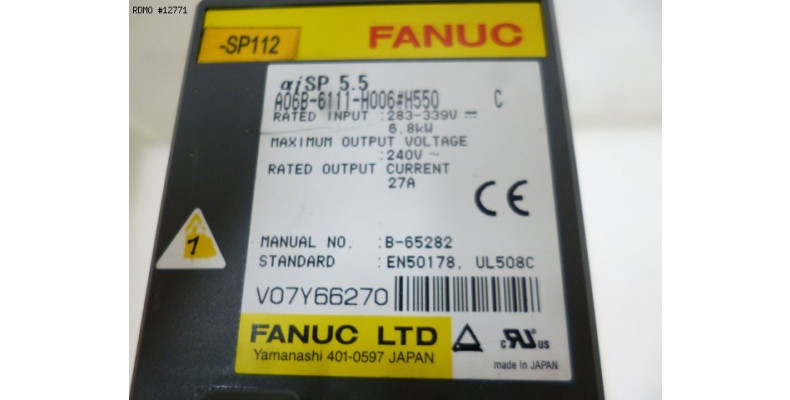 RDMO #12771
-SP112
FANUC
αiSP 5.5
A06B-6111-H006#H550 C
RATED INPUT :283-339V ⎓
6.8kW
MAXIMUM OUTPUT VOLTAGE
:240V ~
RATED OUTPUT CURRENT
27A
CE
1
MANUAL NO. :B-65282
STANDARD :EN50178, UL508C
V07Y66270
FANUC LTD
Yamanashi 401-0597 JAPAN
c RU us
made in JAPAN